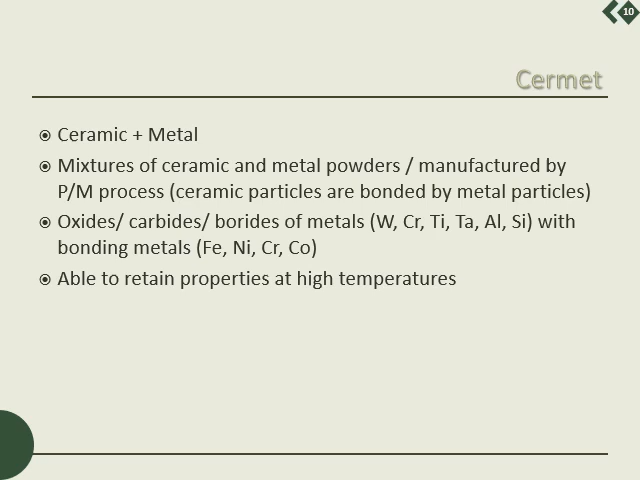 10
Cermet
Ceramic + Metal
Mixtures of ceramic and metal powders / manufactured by
P/M process (ceramic particles are bonded by metal particles)
Oxides/ carbides/ borides of metals (W, Cr, Ti, Ta, Al, Si) with
bonding metals (Fe, Ni, Cr, Co)
Able to retain properties at high temperatures